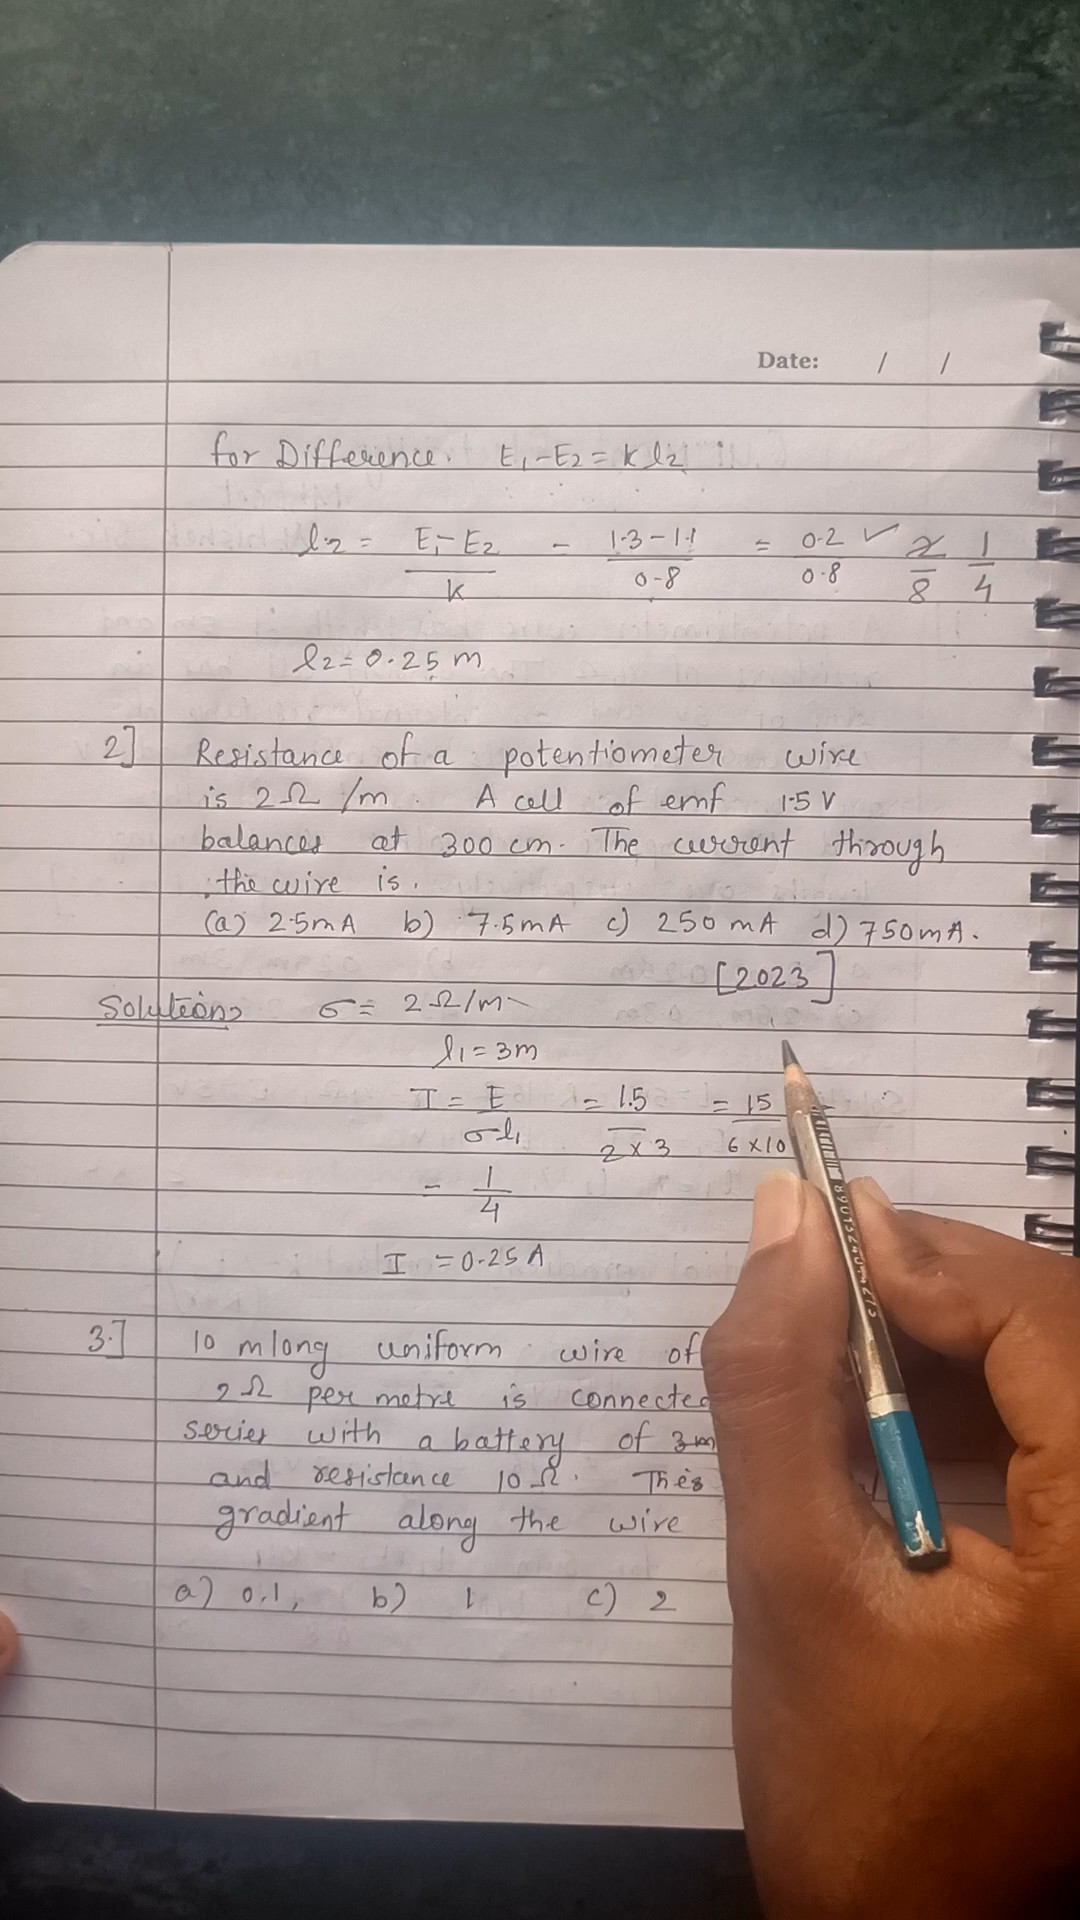 Date: / /
for Difference. E₁-E₂ = kl₂
l₂ = E₁-E₂ / k = 1.3-1.1 / 0.8 = 0.2 / 0.8 ✓ 2/8 1/4
l₂ = 0.25 m
2] Resistance of a potentiometer wire
is 2Ω /m. A cell of emf 1.5 V
balances at 300 cm. The current through
the wire is.
(a) 2.5mA b) 7.5mA c) 250 mA d) 750mA.
[2023]
Solution σ = 2Ω/m
l₁ = 3m
I = E / σl₁ = 1.5 / 2 x 3 = 15 / 6 x 10 =
= 1/4
I = 0.25 A
3.] 10 m long uniform wire of
2Ω per metre is connected
series with a battery of 3
and resistance 10Ω. This
gradient along the wire
a) 0.1, b) 1 c) 2